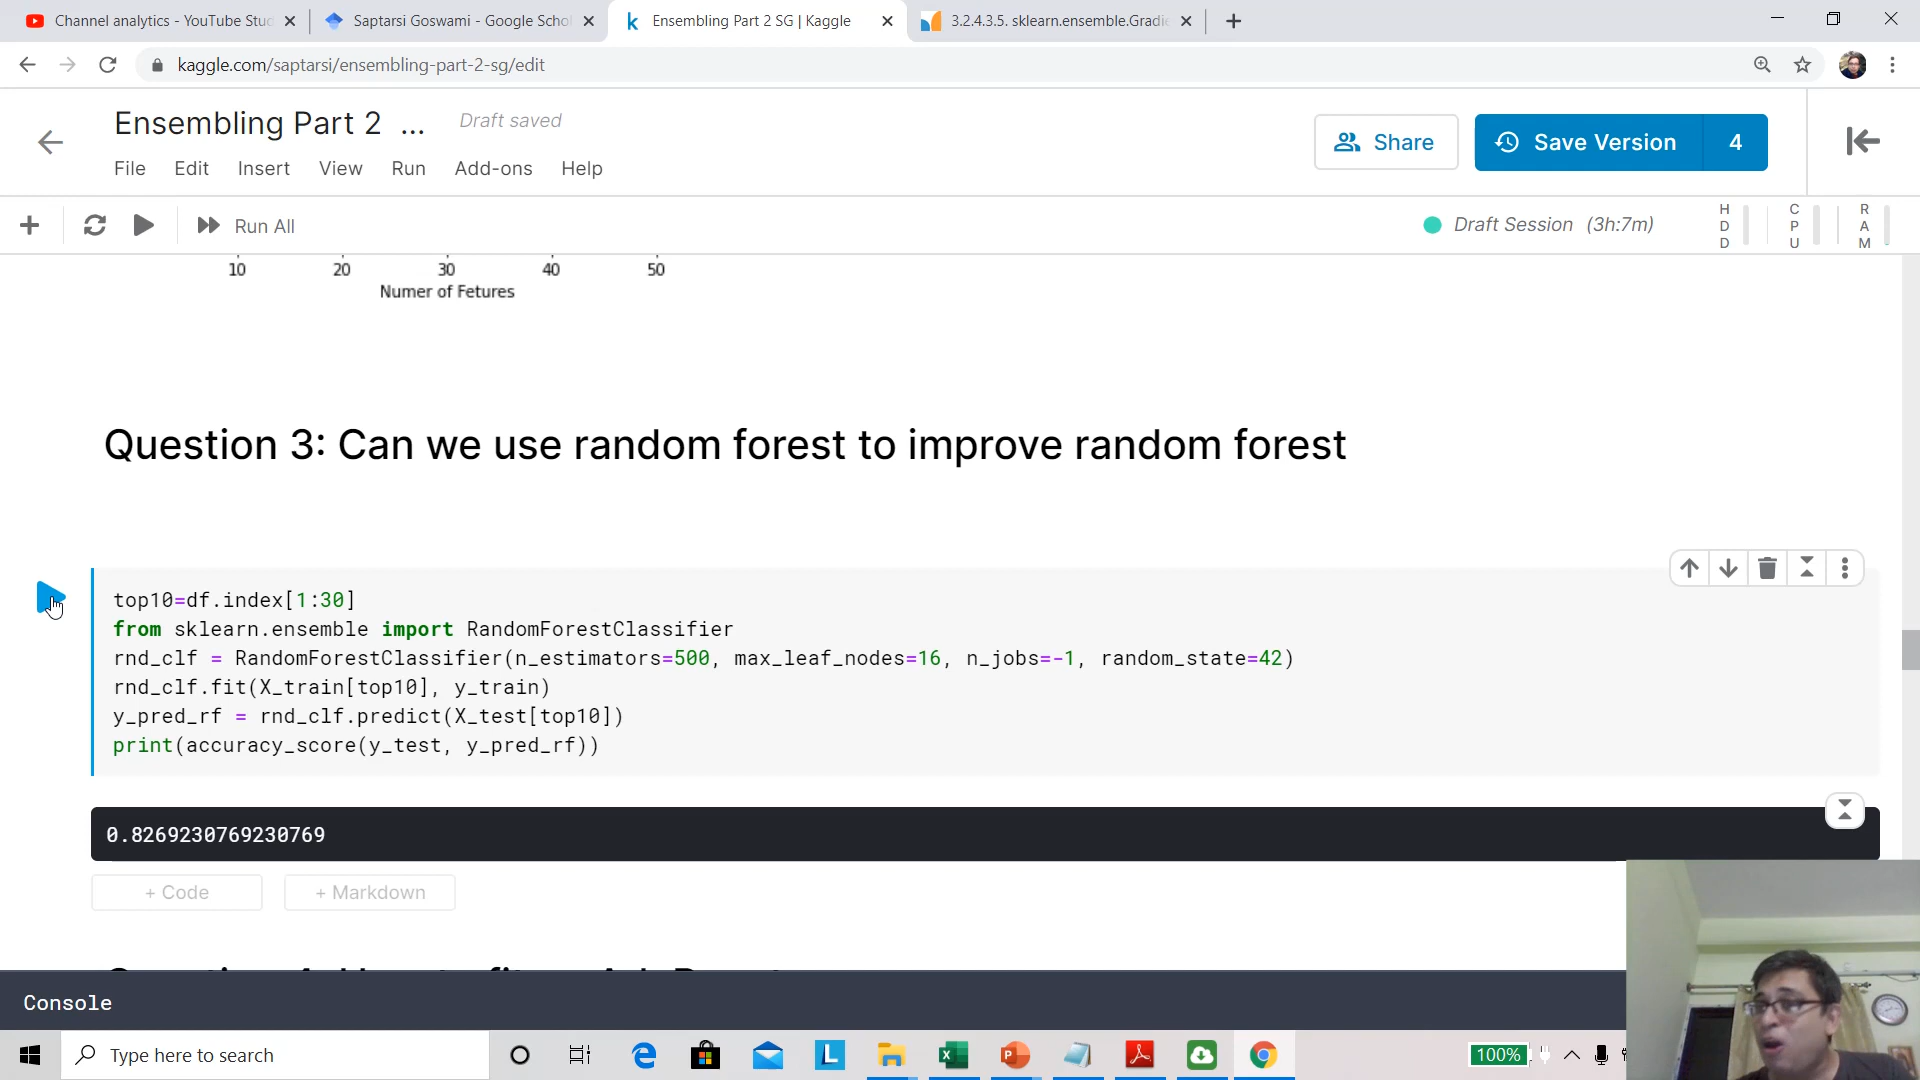 Channel analytics - YouTube Stu
Saptarsi Goswami - Google Scho
Ensembling Part 2 SG | Kaggle
3.2.4.3.5. sklearn.ensemble.Gradi
kaggle.com/saptarsi/ensembling-part-2-sg/edit
Ensembling Part 2 ...
Draft saved
File Edit Insert View Run Add-ons Help
Share
Save Version 4
Run All
Draft Session (3h:7m)
HDD
CPU
RAM
10 20 30 40 50
Numer of Fetures
Question 3: Can we use random forest to improve random forest
top10=df.index[1:30]
from sklearn.ensemble import RandomForestClassifier
rnd_clf = RandomForestClassifier(n_estimators=500, max_leaf_nodes=16, n_jobs=-1, random_state=42)
rnd_clf.fit(X_train[top10], y_train)
y_pred_rf = rnd_clf.predict(X_test[top10])
print(accuracy_score(y_test, y_pred_rf))
0.8269230769230769
+ Code
+ Markdown
Console
Type here to search
100%